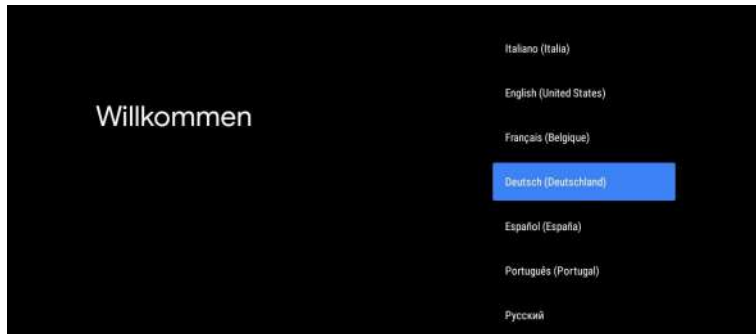 Willkommen
Italiano (Italia)
English (United States)
Français (Belgique)
Deutsch (Deutschland)
Español (España)
Português (Portugal)
Русский